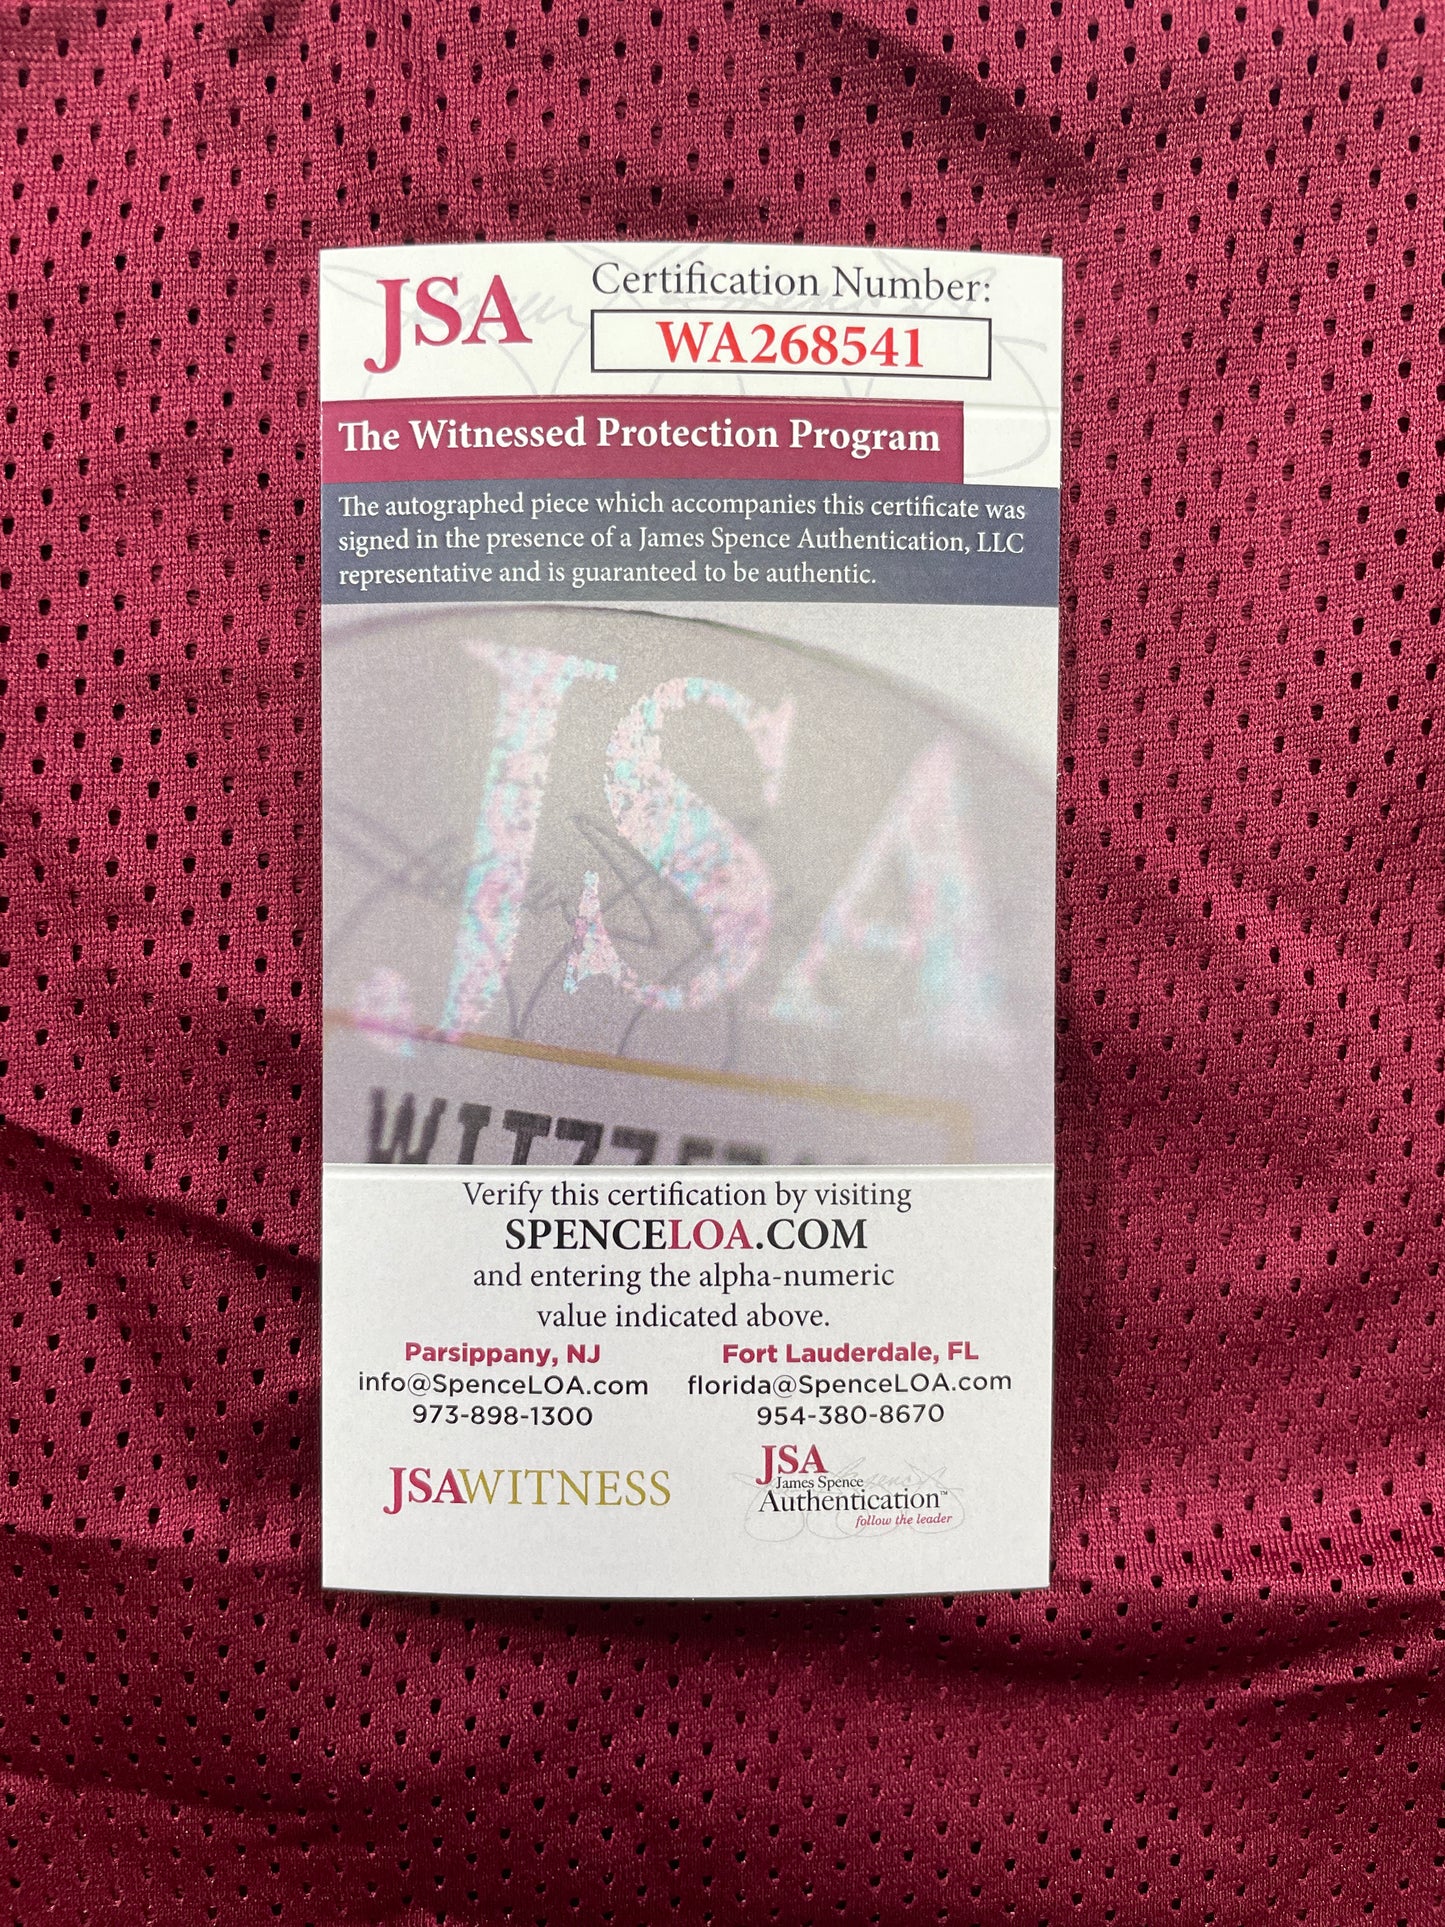 JSA
Certification Number:
WA268541
The Witnessed Protection Program
The autographed piece which accompanies this certificate was
signed in the presence of a James Spence Authentication, LLC
representative and is guaranteed to be authentic.
JSA
Verify this certification by visiting
SPENCELOA.COM
and entering the alpha-numeric
value indicated above.
Parsippany, NJ
info@SpenceLOA.com
973-898-1300
Fort Lauderdale, FL
florida@SpenceLOA.com
954-380-8670
JSAWITNESS
JSA
James Spence
Authentication™
follow the leader